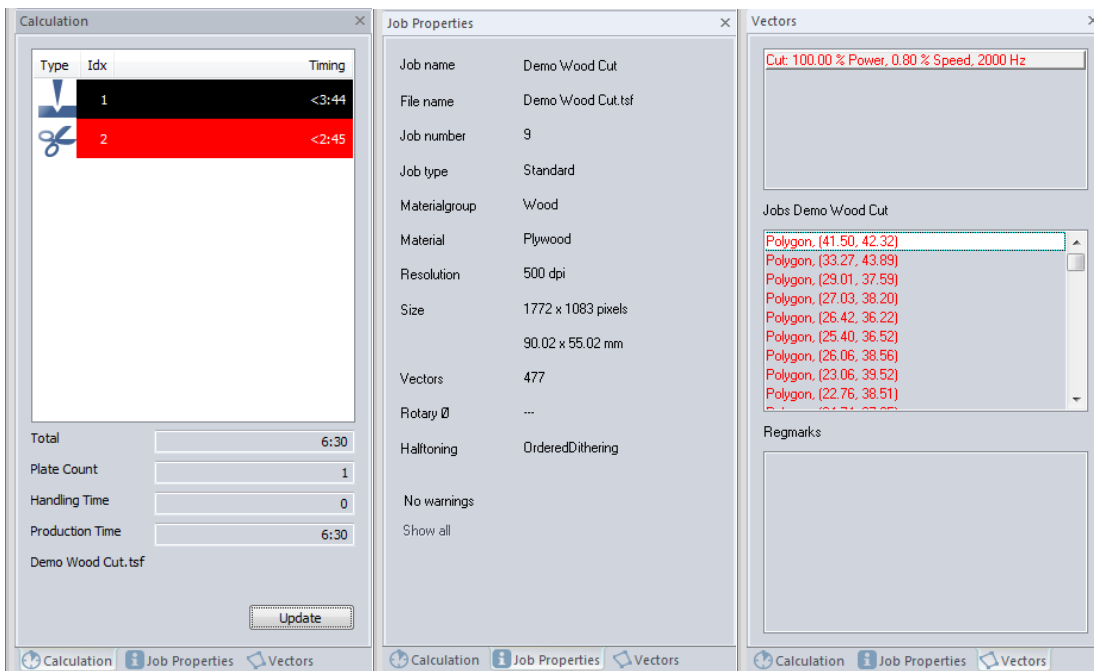 Calculation
Type Idx Timing
1 <3:44
2 <2:45
Total 6:30
Plate Count 1
Handling Time 0
Production Time 6:30
Demo Wood Cut.tsf
Update
Calculation Job Properties Vectors
Job Properties
Job name Demo Wood Cut
File name Demo Wood Cut.tsf
Job number 9
Job type Standard
Materialgroup Wood
Material Plywood
Resolution 500 dpi
Size 1772 x 1083 pixels
90.02 x 55.02 mm
Vectors 477
Rotary Ø ---
Halftoning OrderedDithering
No warnings
Show all
Calculation Job Properties Vectors
Vectors
Cut: 100.00 % Power, 0.80 % Speed, 2000 Hz
Jobs Demo Wood Cut
Polygon, (41.50, 42.32)
Polygon, (33.27, 43.89)
Polygon, (29.01, 37.59)
Polygon, (27.03, 38.20)
Polygon, (26.42, 36.22)
Polygon, (25.40, 36.52)
Polygon, (26.06, 38.56)
Polygon, (23.06, 39.52)
Polygon, (22.76, 38.51)
Regmarks
Calculation Job Properties Vectors